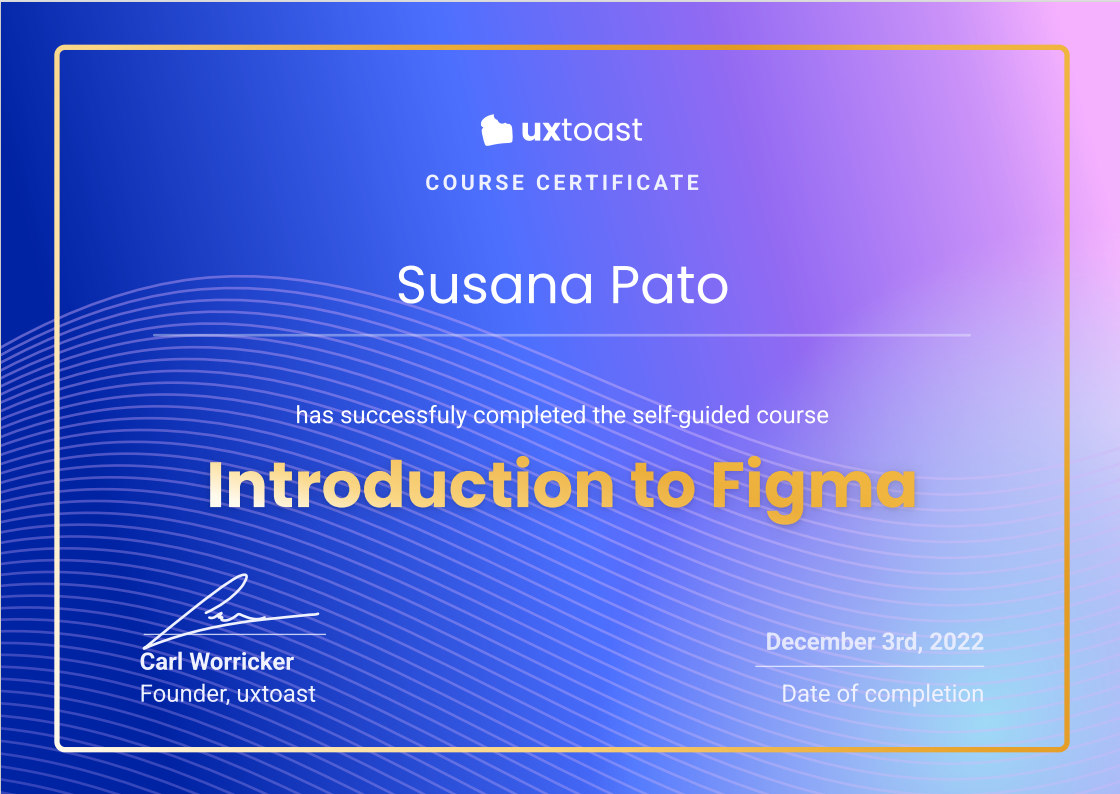 uxtoast
COURSE CERTIFICATE
Susana Pato
has successfuly completed the self-guided course
Introduction to Figma
Carl Worricker
Founder, uxtoast
December 3rd, 2022
Date of completion